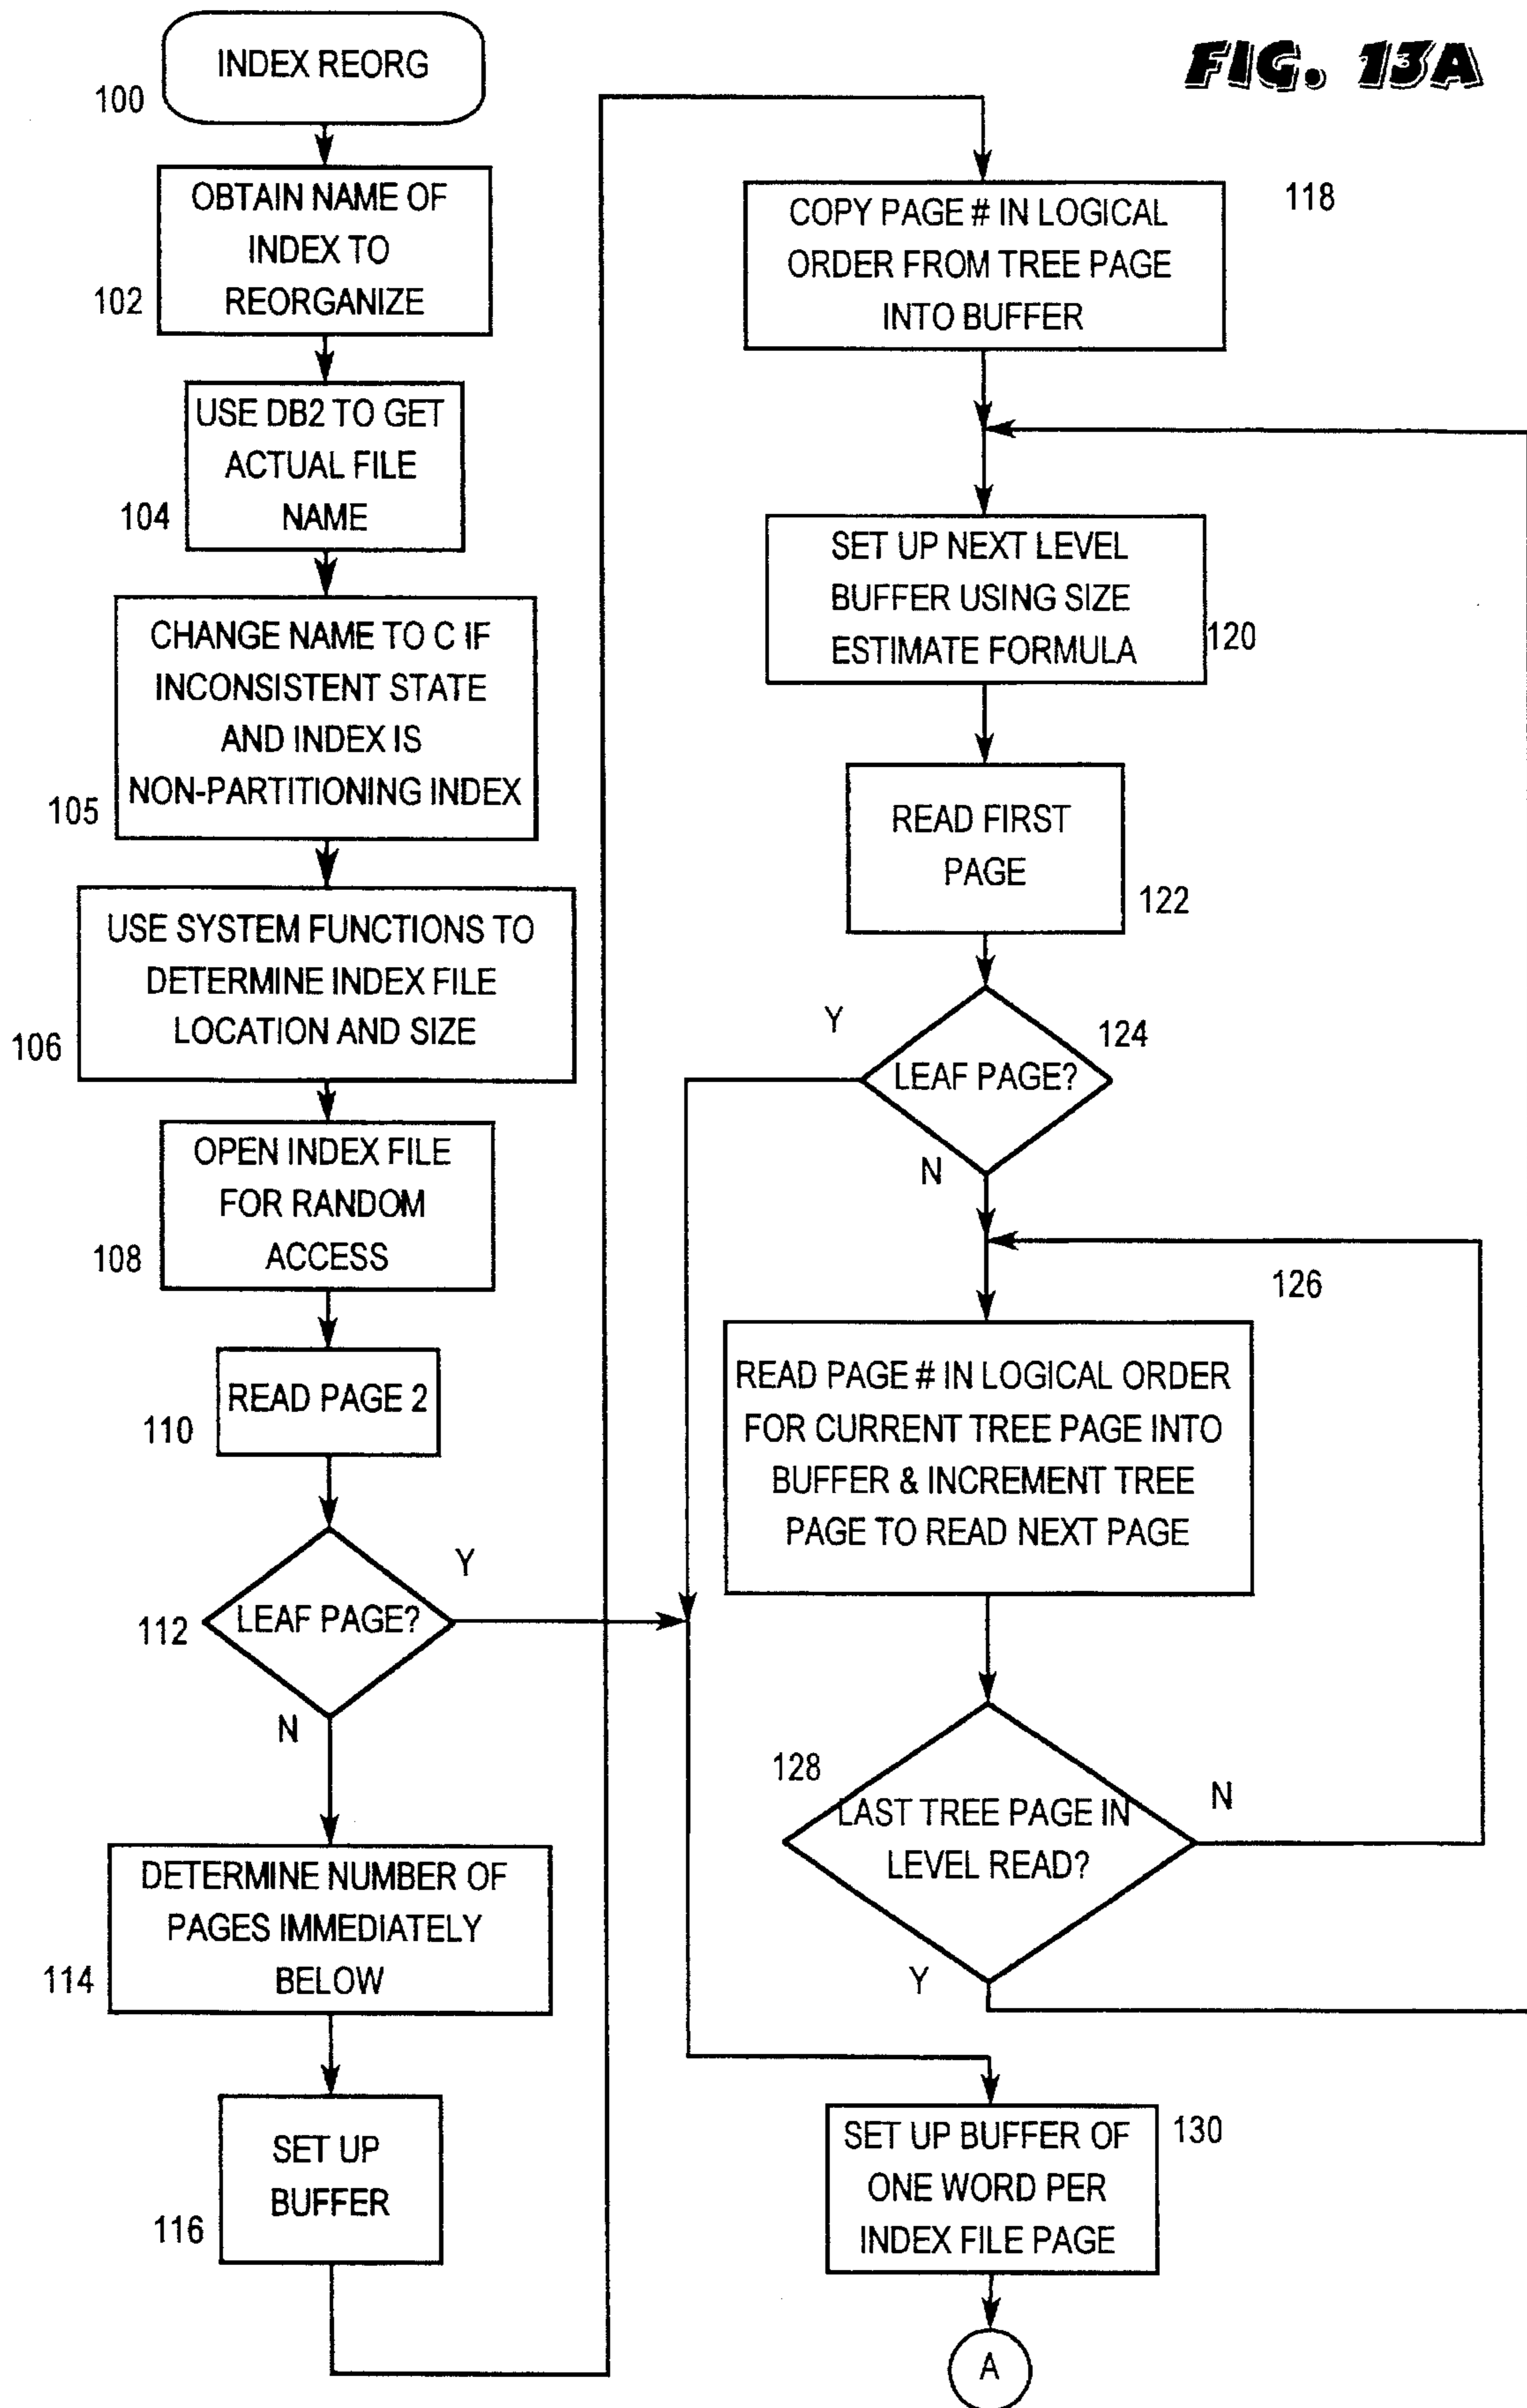 FIG. 13A
INDEX REORG
100
OBTAIN NAME OF
INDEX TO
REORGANIZE
102
USE DB2 TO GET
ACTUAL FILE
NAME
104
CHANGE NAME TO C IF
INCONSISTENT STATE
AND INDEX IS
NON-PARTITIONING INDEX
105
USE SYSTEM FUNCTIONS TO
DETERMINE INDEX FILE
LOCATION AND SIZE
106
OPEN INDEX FILE
FOR RANDOM
ACCESS
108
READ PAGE 2
110
Y
LEAF PAGE?
112
N
DETERMINE NUMBER OF
PAGES IMMEDIATELY
BELOW
114
SET UP
BUFFER
116
118
COPY PAGE # IN LOGICAL
ORDER FROM TREE PAGE
INTO BUFFER
SET UP NEXT LEVEL
BUFFER USING SIZE
ESTIMATE FORMULA
120
READ FIRST
PAGE
122
Y
124
LEAF PAGE?
N
126
READ PAGE # IN LOGICAL ORDER
FOR CURRENT TREE PAGE INTO
BUFFER & INCREMENT TREE
PAGE TO READ NEXT PAGE
128
LAST TREE PAGE IN
LEVEL READ?
N
Y
SET UP BUFFER OF
ONE WORD PER
INDEX FILE PAGE
130
A